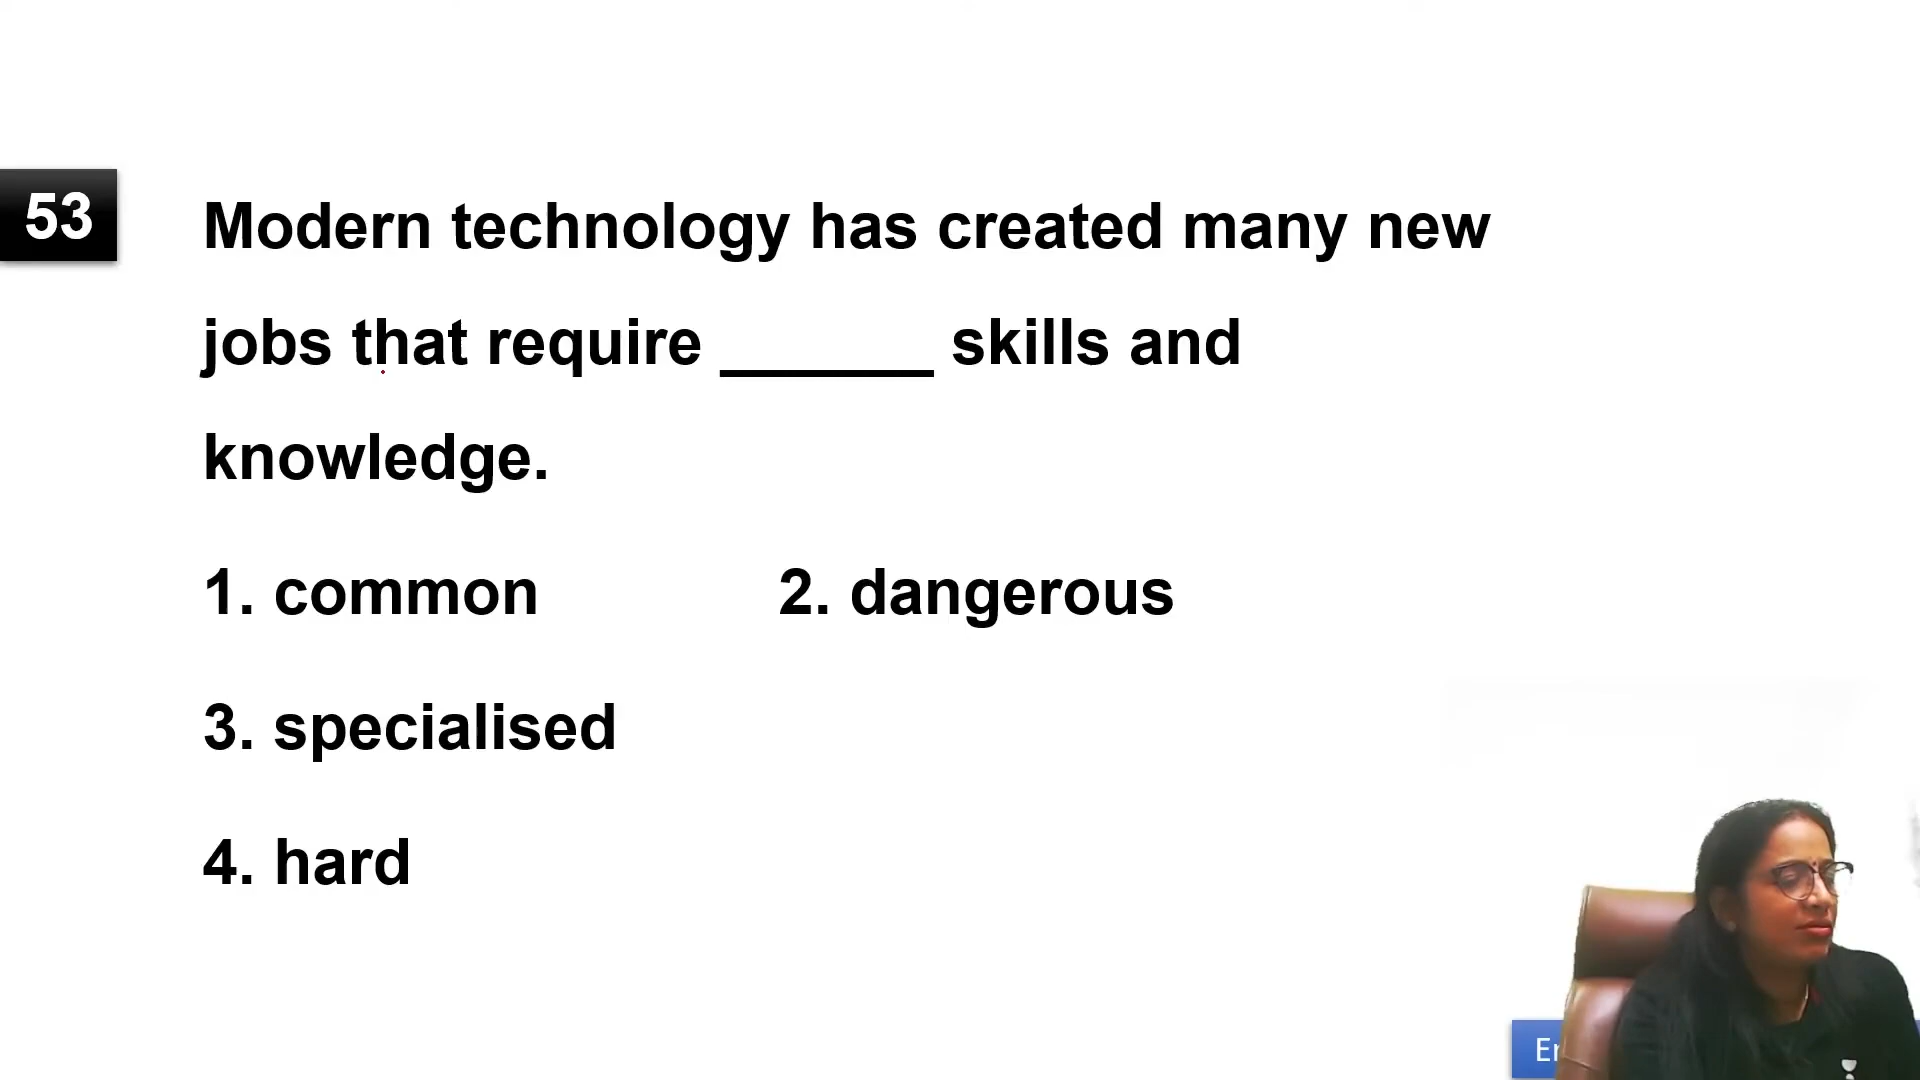 53
Modern technology has created many new
jobs that require ______ skills and
knowledge.
1. common 2. dangerous
3. specialised
4. hard